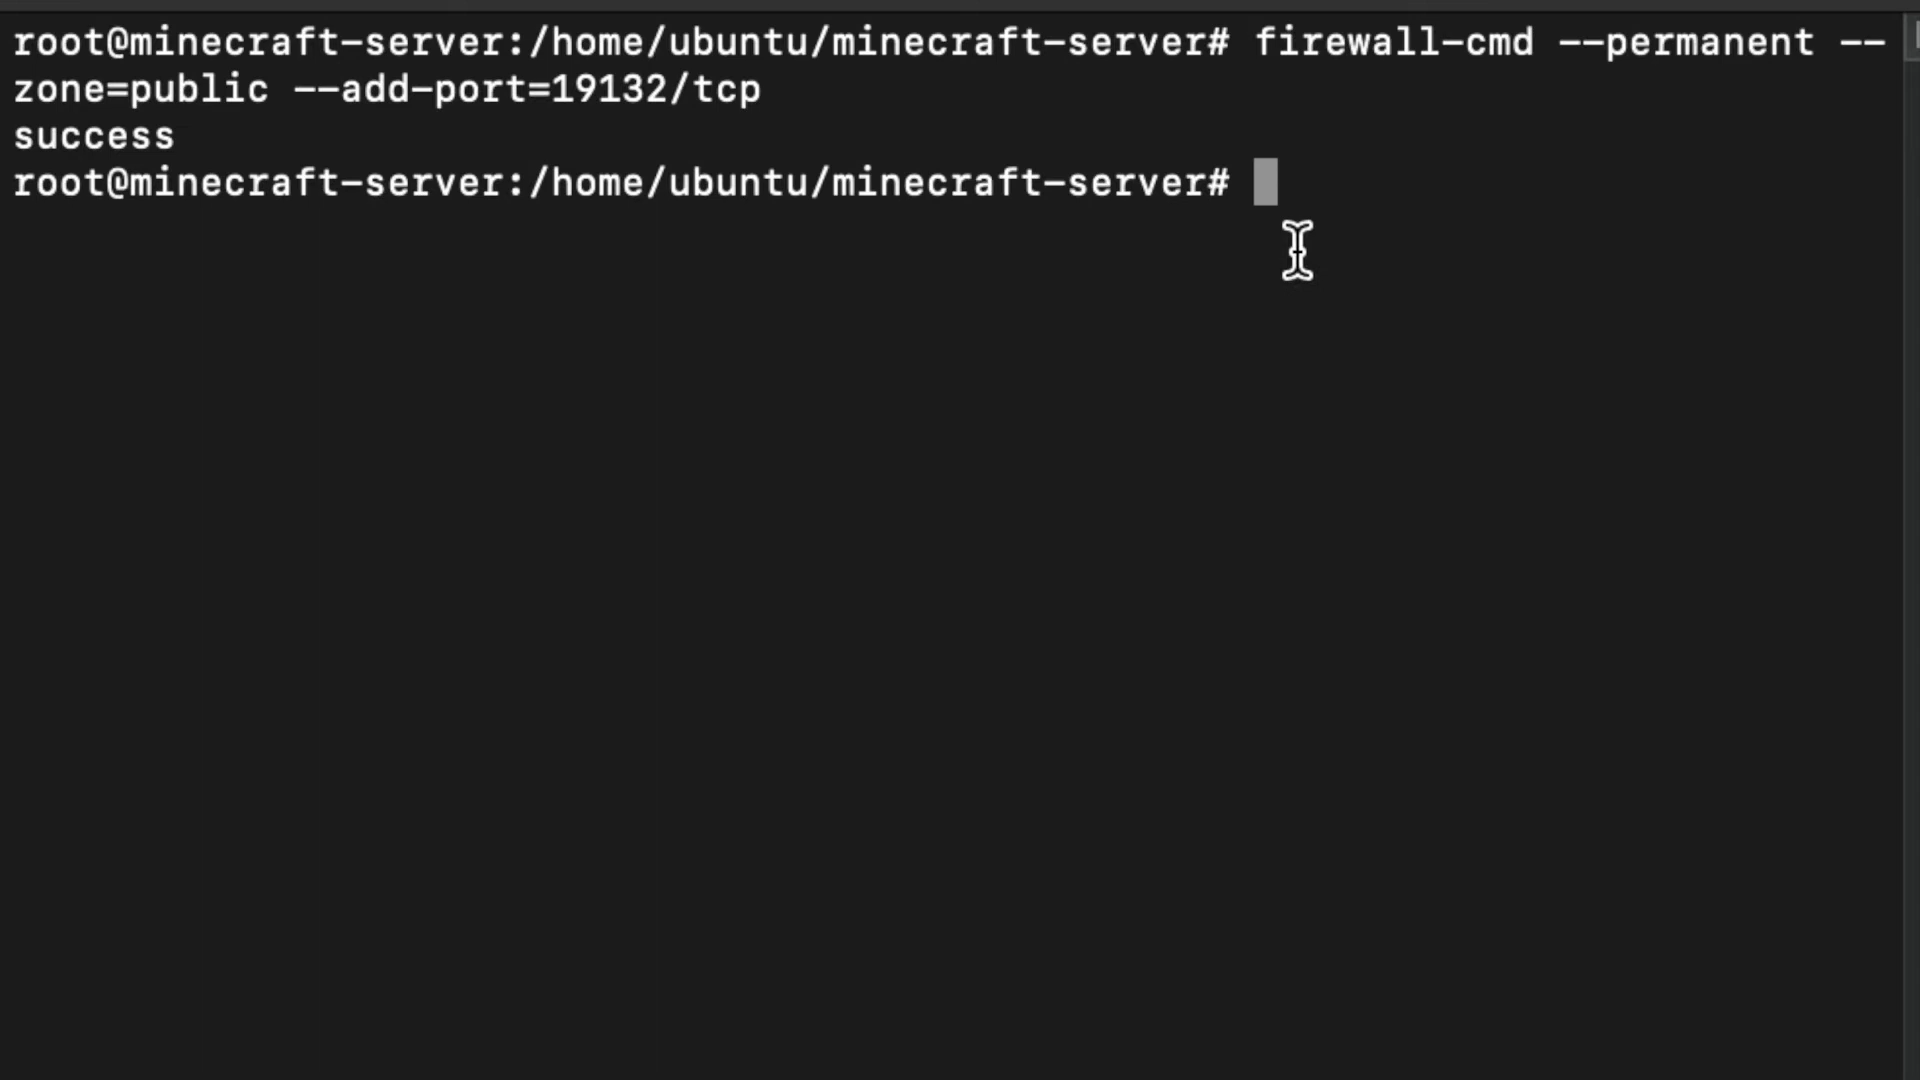 root@minecraft-server:/home/ubuntu/minecraft-server# firewall-cmd --permanent --
zone=public --add-port=19132/tcp
success
root@minecraft-server:/home/ubuntu/minecraft-server#